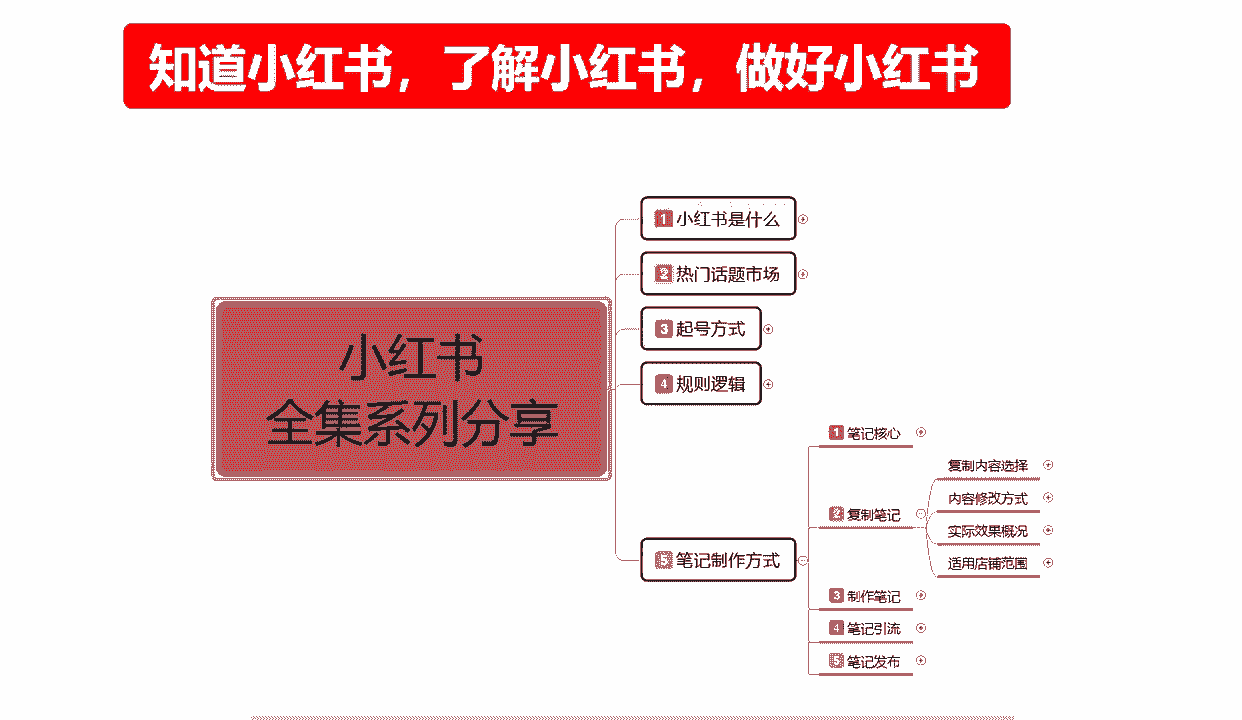 知道小红书，了解小红书，做好小红书
小红书
全集系列分享
1 小红书是什么
2 热门话题市场
3 起号方式
4 规则逻辑
5 笔记制作方式
1 笔记核心
2 复制笔记
复制内容选择
内容修改方式
实际效果概况
适用店铺范围
3 制作笔记
4 笔记引流
5 笔记发布